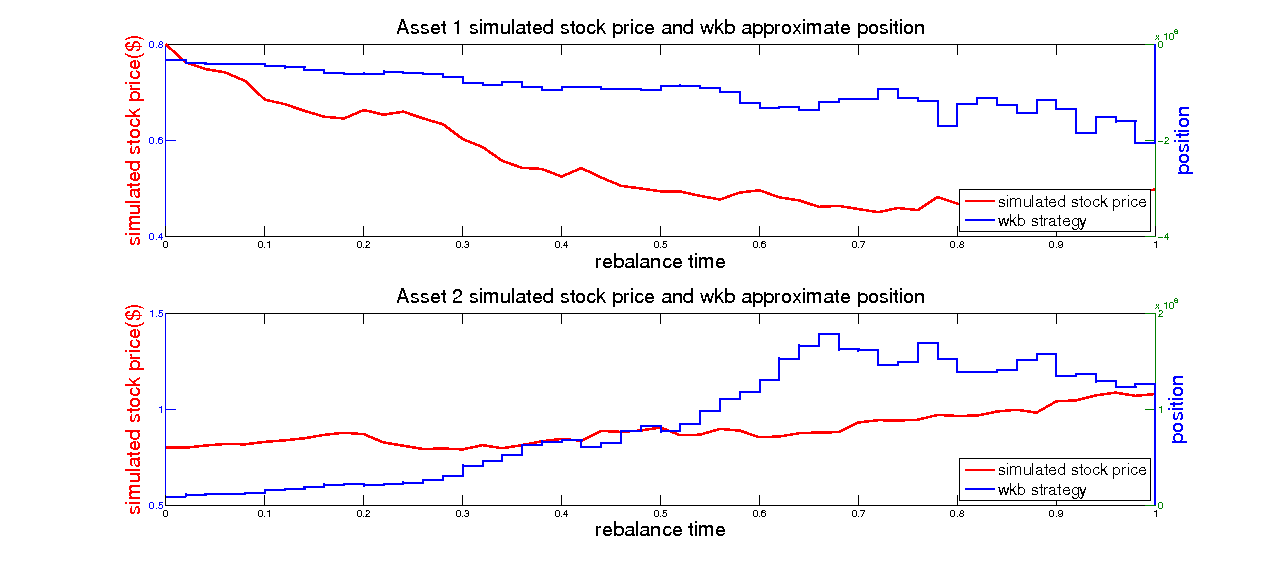 Asset 1 simulated stock price and wkb approximate position
simulated stock price($)
0.8
0.6
0.4
0
−2
−4
position
simulated stock price
wkb strategy
0 0.1 0.2 0.3 0.4 0.5 0.6 0.7 0.8 0.9 1
rebalance time
Asset 2 simulated stock price and wkb approximate position
simulated stock price($)
1.5
1
0.5
2
1
0
position
simulated stock price
wkb strategy
0 0.1 0.2 0.3 0.4 0.5 0.6 0.7 0.8 0.9 1
rebalance time